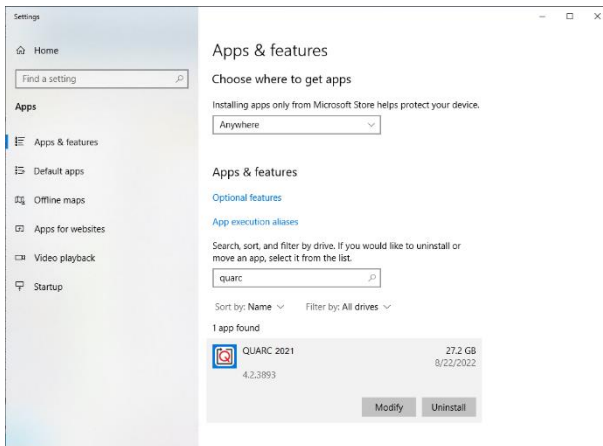 Settings
Home
Find a setting
Apps
Apps & features
Default apps
Offline maps
Apps for websites
Video playback
Startup
Apps & features
Choose where to get apps
Installing apps only from Microsoft Store helps protect your device.
Anywhere
Apps & features
Optional features
App execution aliases
Search, sort, and filter by drive. If you would like to uninstall or
move an app, select it from the list.
quarc
Sort by: Name Filter by: All drives
1 app found
QUARC 2021 27.2 GB
8/22/2022
4.2.3893
Modify Uninstall